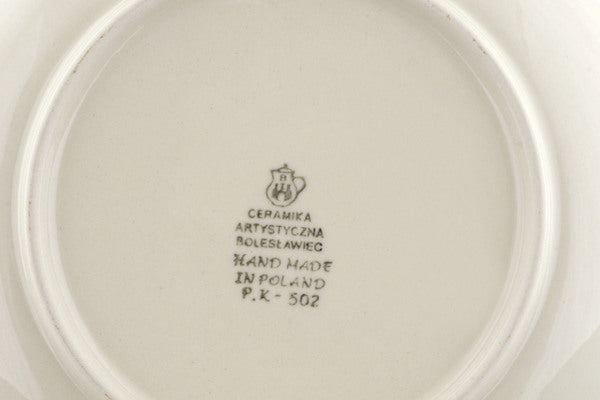 B
CERAMIKA
ARTYSTYCZNA
BOLESŁAWIEC
HAND MADE
IN POLAND
P.K - 502